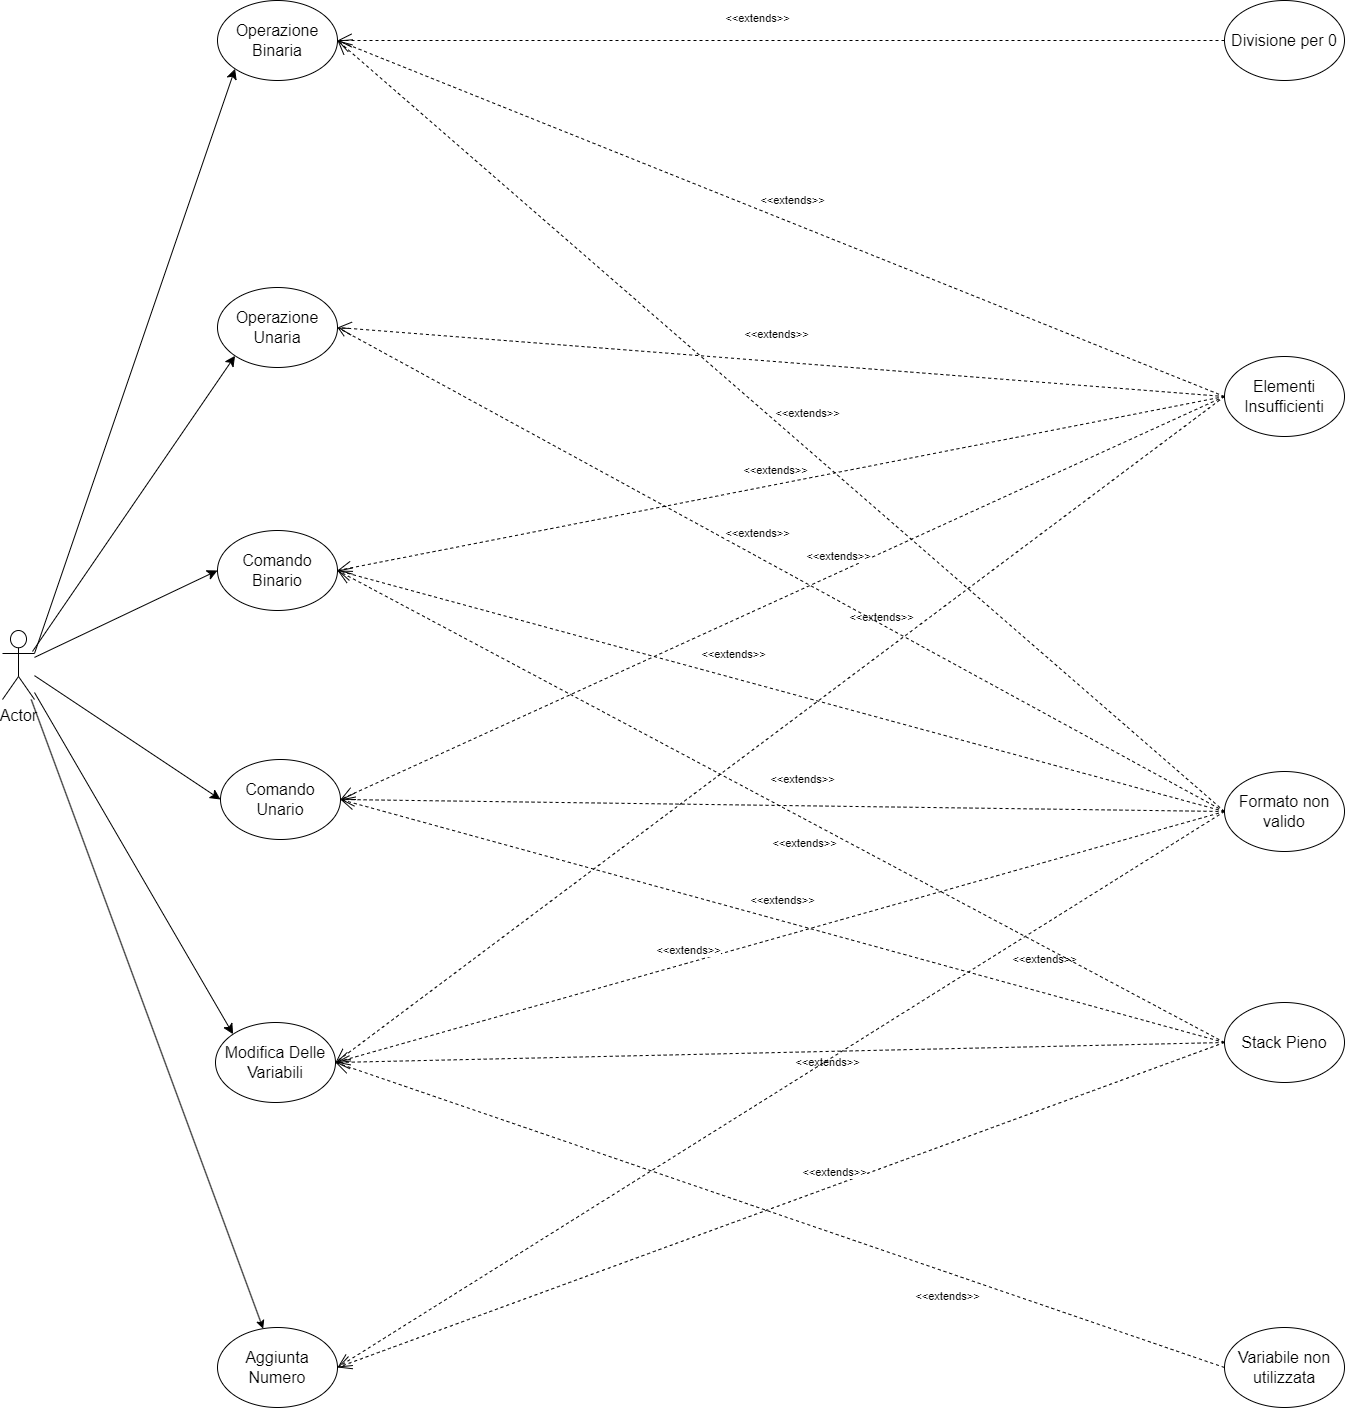 <<extends>>
Operazione
Binaria
Divisione per 0
<<extends>>
Operazione
Unaria
<<extends>>
Elementi
Insufficienti
<<extends>>
<<extends>>
<<extends>>
<<extends>>
Comando
Binario
<<extends>>
<<extends>>
Actor
<<extends>>
Comando
Unario
Formato non
valido
<<extends>>
<<extends>>
<<extends>>
<<extends>>
Modifica Delle
Variabili
<<extends>>
Stack Pieno
<<extends>>
<<extends>>
Aggiunta
Numero
Variabile non
utilizzata